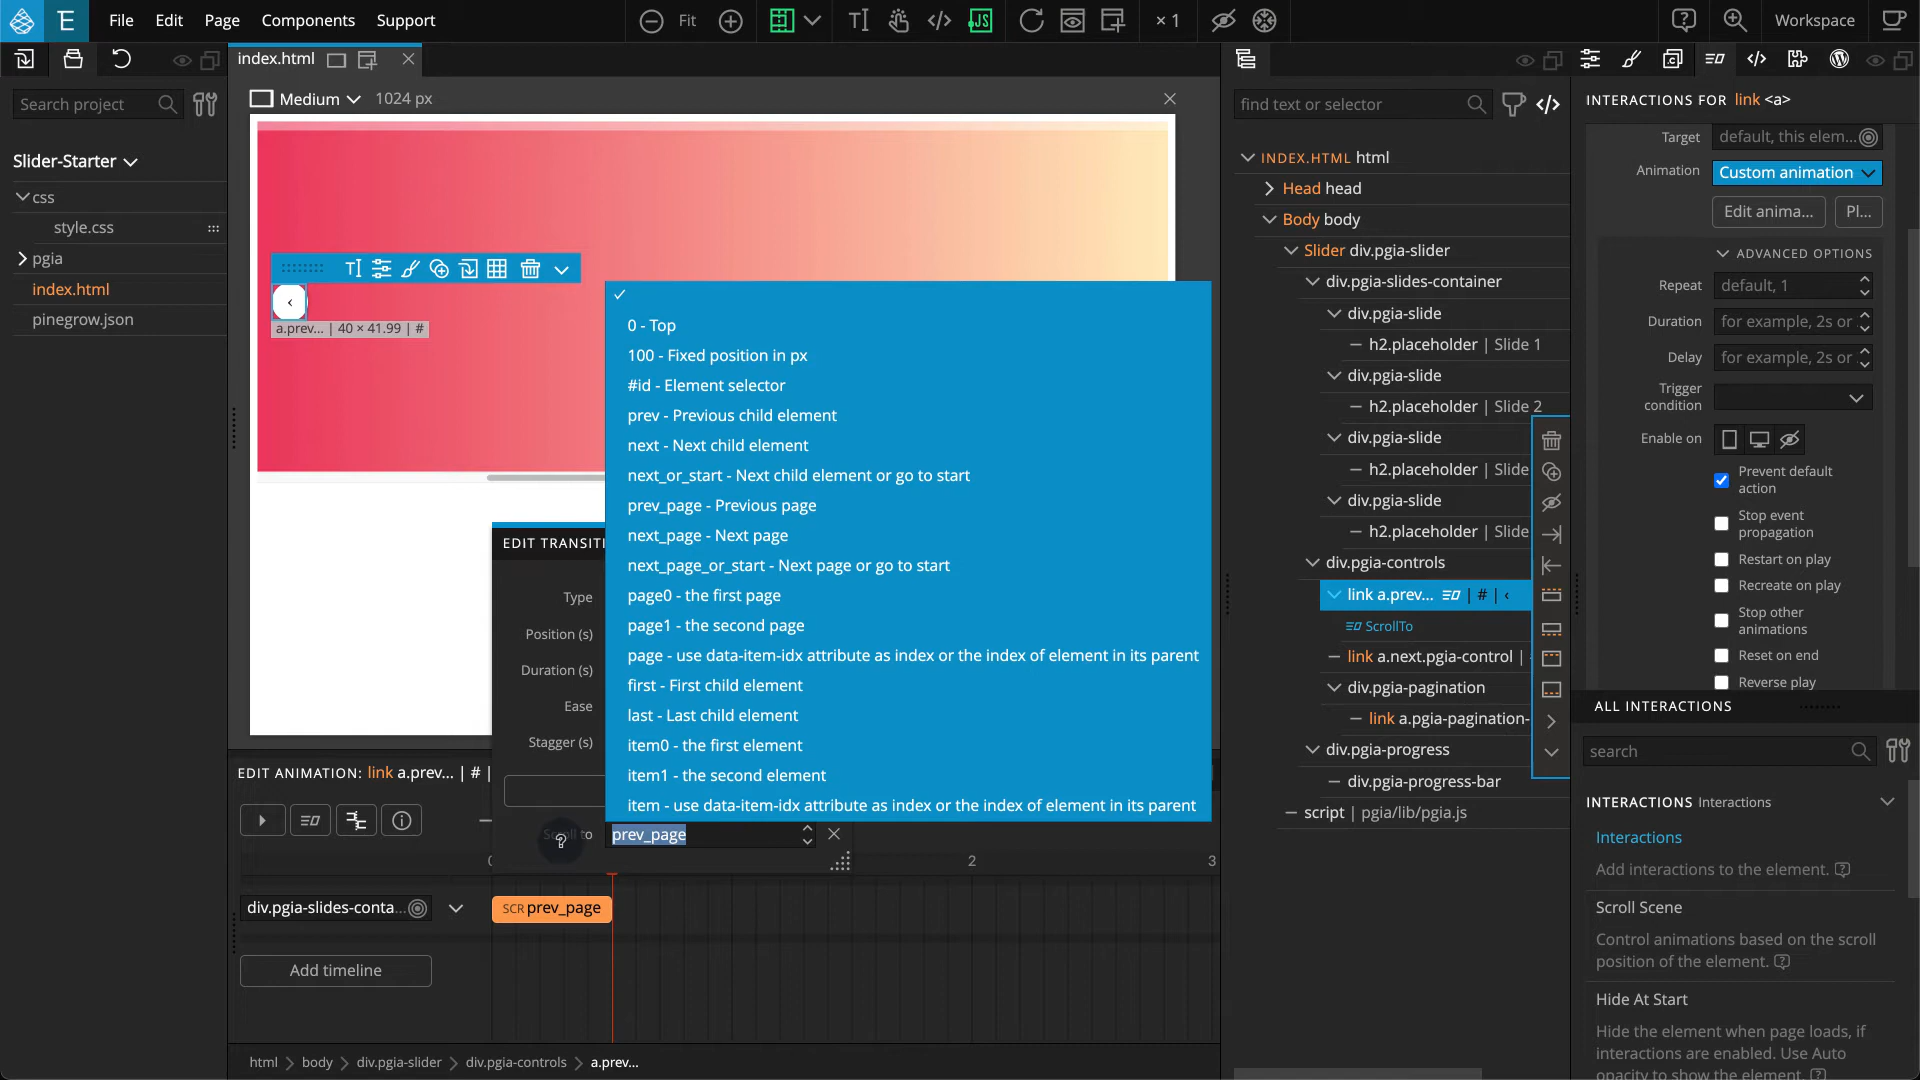 E File Edit Page Components Support Fit × 1 Workspace
index.html
Search project
Medium 1024 px
Slider-Starter
css
style.css
pgia
index.html
pinegrow.json
a.prev... | 40 × 41.99 | #
0 - Top
100 - Fixed position in px
#id - Element selector
prev - Previous child element
next - Next child element
next_or_start - Next child element or go to start
prev_page - Previous page
next_page - Next page
next_page_or_start - Next page or go to start
page0 - the first page
page1 - the second page
page - use data-item-idx attribute as index or the index of element in its parent
first - First child element
last - Last child element
item0 - the first element
item1 - the second element
item - use data-item-idx attribute as index or the index of element in its parent
EDIT TRANSITI
Type
Position (s)
Duration (s)
Ease
Stagger (s)
Scroll to prev_page
EDIT ANIMATION: link a.prev... | # |
0 2 3
div.pgia-slides-conta... SCR prev_page
Add timeline
html body div.pgia-slider div.pgia-controls a.prev...
find text or selector
INDEX.HTML html
Head head
Body body
Slider div.pgia-slider
div.pgia-slides-container
div.pgia-slide
h2.placeholder | Slide 1
div.pgia-slide
h2.placeholder | Slide 2
div.pgia-slide
h2.placeholder | Slide
div.pgia-slide
h2.placeholder | Slide
div.pgia-controls
link a.prev... | # | ‹
ScrollTo
link a.next.pgia-control |
div.pgia-pagination
link a.pgia-pagination-
div.pgia-progress
div.pgia-progress-bar
script | pgia/lib/pgia.js
INTERACTIONS FOR link <a>
Target default, this elem...
Animation Custom animation
Edit anima... Pl...
ADVANCED OPTIONS
Repeat default, 1
Duration for example, 2s or
Delay for example, 2s or
Trigger condition
Enable on
Prevent default action
Stop event propagation
Restart on play
Recreate on play
Stop other animations
Reset on end
Reverse play
ALL INTERACTIONS
search
INTERACTIONS Interactions
Interactions
Add interactions to the element.
Scroll Scene
Control animations based on the scroll
position of the element.
Hide At Start
Hide the element when page loads, if
interactions are enabled. Use Auto
opacity to show the element.